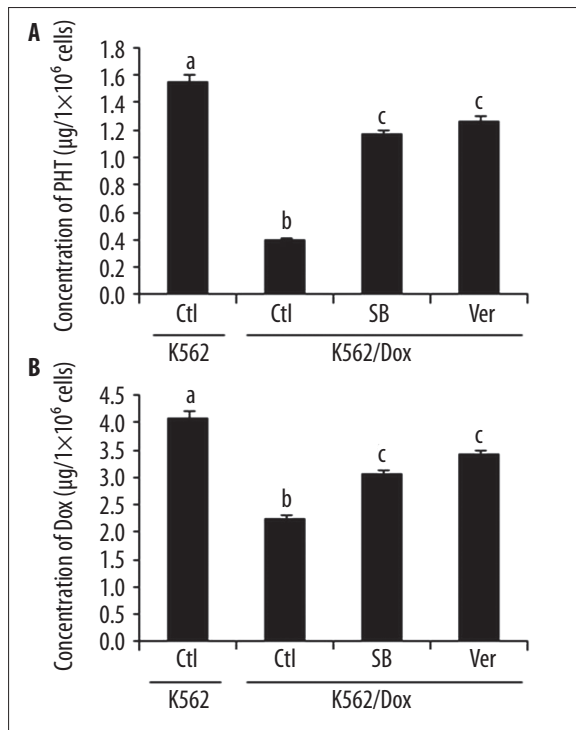 A
Concentration of PHT (µg/1×10⁶ cells)
1.8
1.6
1.4
1.2
1.0
0.8
0.6
0.4
0.2
0.0
a
b
c
c
Ctl Ctl SB Ver
K562 K562/Dox
B
Concentration of Dox (µg/1×10⁶ cells)
4.5
4.0
3.5
3.0
2.5
2.0
1.5
1.0
0.5
0.0
a
b
c
c
Ctl Ctl SB Ver
K562 K562/Dox